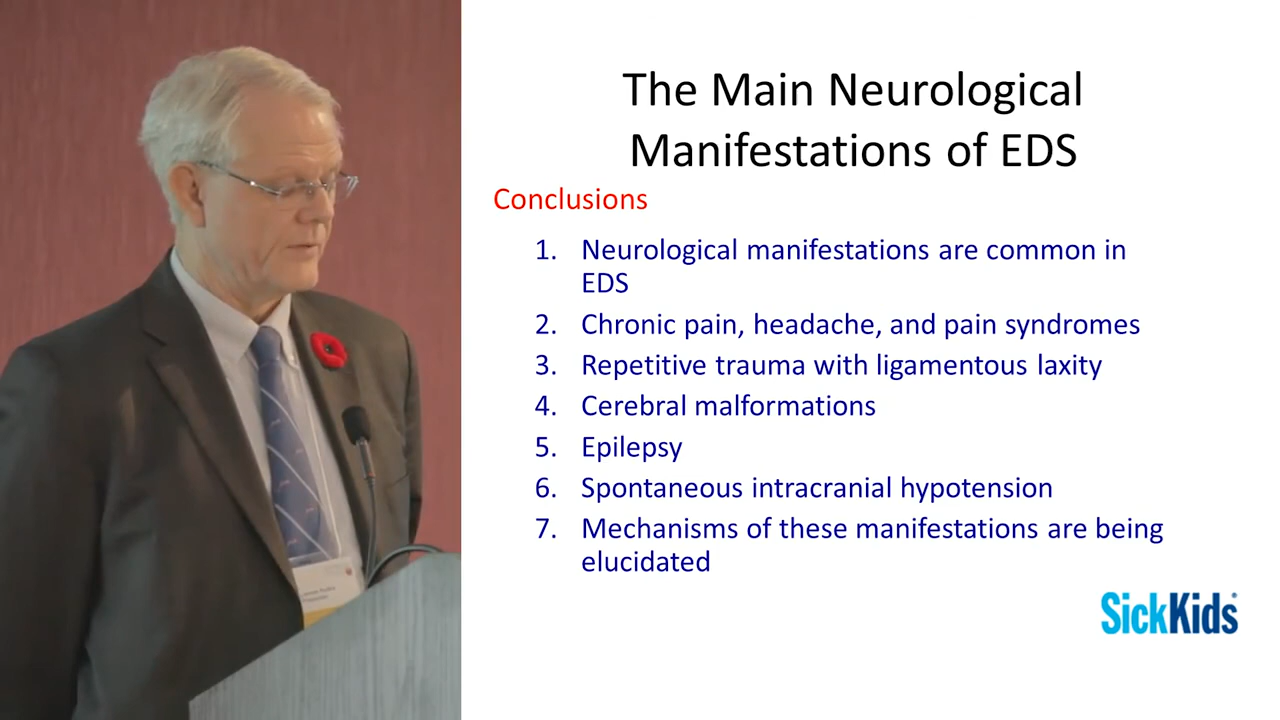 The Main Neurological
Manifestations of EDS
Conclusions
1. Neurological manifestations are common in
EDS
2. Chronic pain, headache, and pain syndromes
3. Repetitive trauma with ligamentous laxity
4. Cerebral malformations
5. Epilepsy
6. Spontaneous intracranial hypotension
7. Mechanisms of these manifestations are being
elucidated
SickKids®